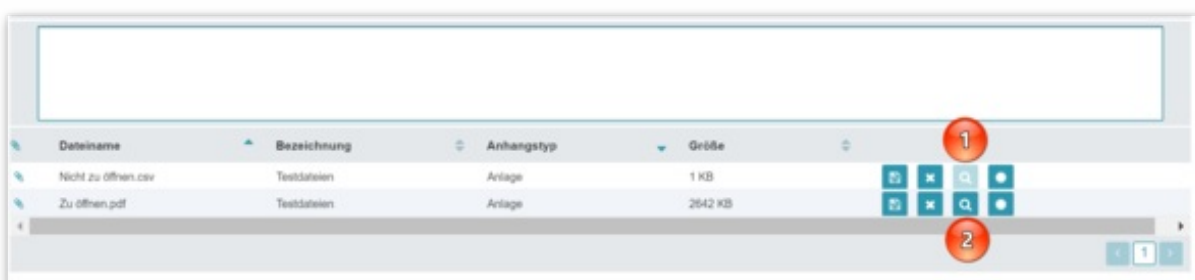 1
Dateiname Bezeichnung Anhangstyp Größe
Nicht zu öffnen.csv Testdateien Anlage 1 KB
Zu öffnen.pdf Testdateien Anlage 2642 KB
2
1